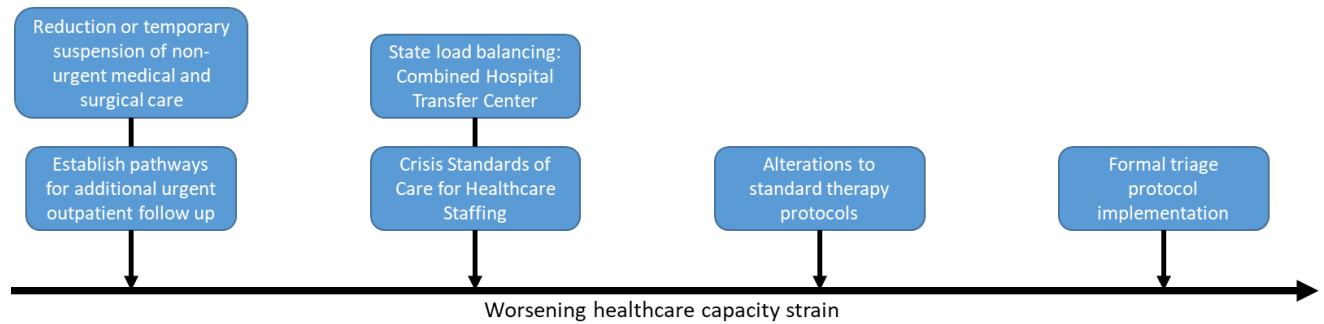 Reduction or temporary
suspension of non-
urgent medical and
surgical care
Establish pathways
for additional urgent
outpatient follow up
State load balancing:
Combined Hospital
Transfer Center
Crisis Standards of
Care for Healthcare
Staffing
Alterations to
standard therapy
protocols
Formal triage
protocol
implementation
Worsening healthcare capacity strain